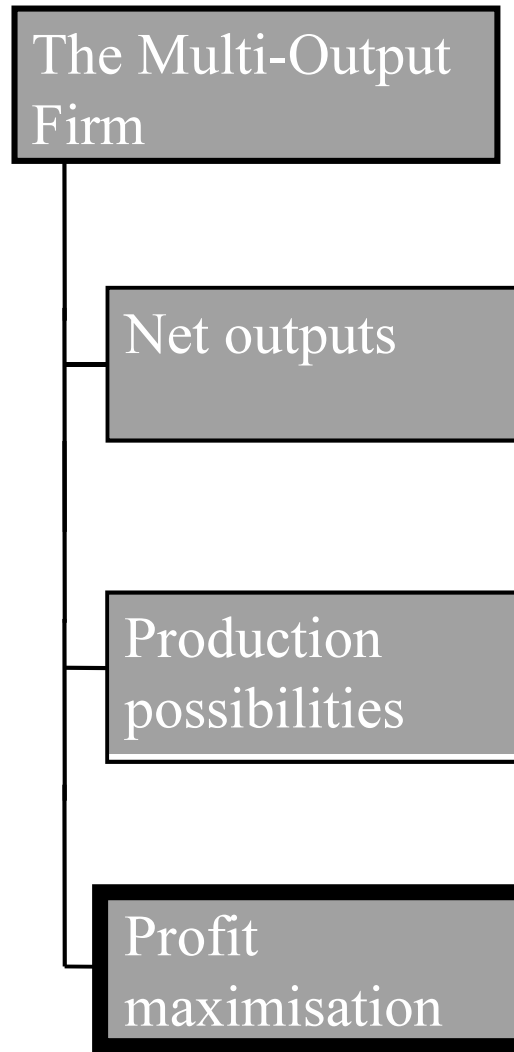 The Multi-Output
Firm
Net outputs
Production
possibilities
Profit
maximisation